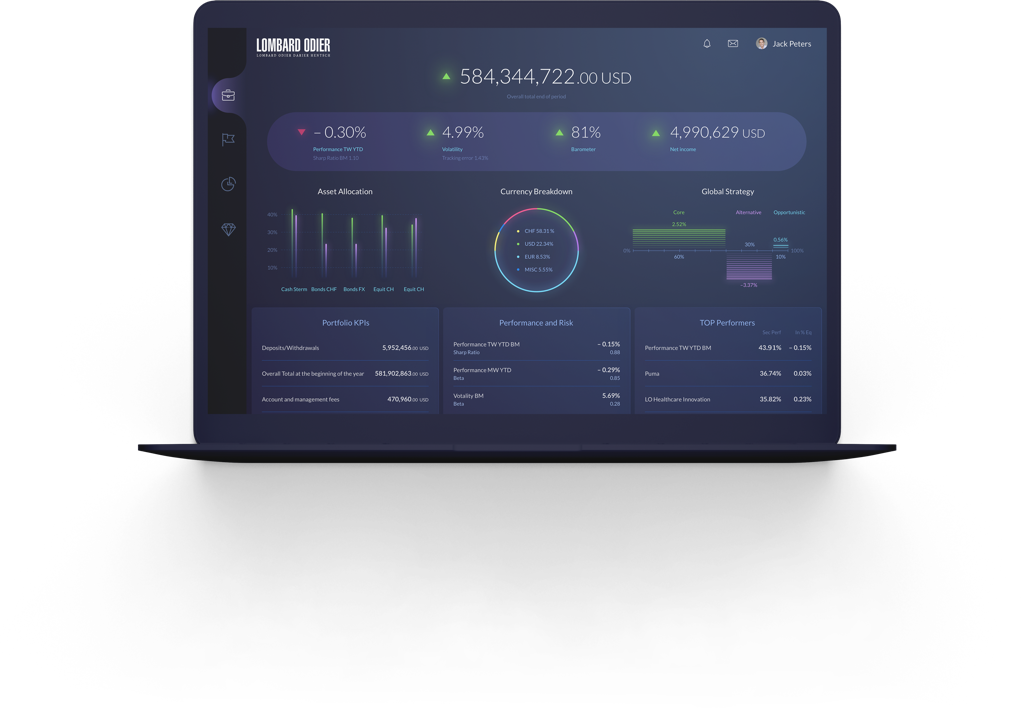 LOMBARD ODIER
LOMBARD ODIER DARIER HENTSCH
Jack Peters
584,344,722.00 USD
Overall total end of period
– 0.30%
Performance TW YTD
Sharp Ratio BM 1.10
4.99%
Volatility
Tracking error 3.43%
81%
Barometer
4,990,629 USD
Net income
Asset Allocation
40%
30%
20%
10%
Cash Sterm
Bonds CHF
Bonds FX
Equit CH
Equit CH
Currency Breakdown
CHF 58.31 %
USD 22.34%
EUR 8.53%
MISC 5.55%
Global Strategy
Core
Alternative
Opportunistic
2.52%
0%
60%
30%
–3.37%
0.56%
10%
100%
Portfolio KPIs
Deposits/Withdrawals 5,952,456.00 USD
Overall Total at the beginning of the year 581,902,863.00 USD
Account and management fees 470,960.00 USD
Performance and Risk
Performance TW YTD BM – 0.15%
Sharp Ratio 0.88
Performance MW YTD – 0.29%
Beta 0.85
Votality BM 5.69%
Beta 0.28
TOP Performers
Sec Perf In % Eq
Performance TW YTD BM 43.91% – 0.15%
Puma 36.74% 0.03%
LO Healthcare Innovation 35.82% 0.23%